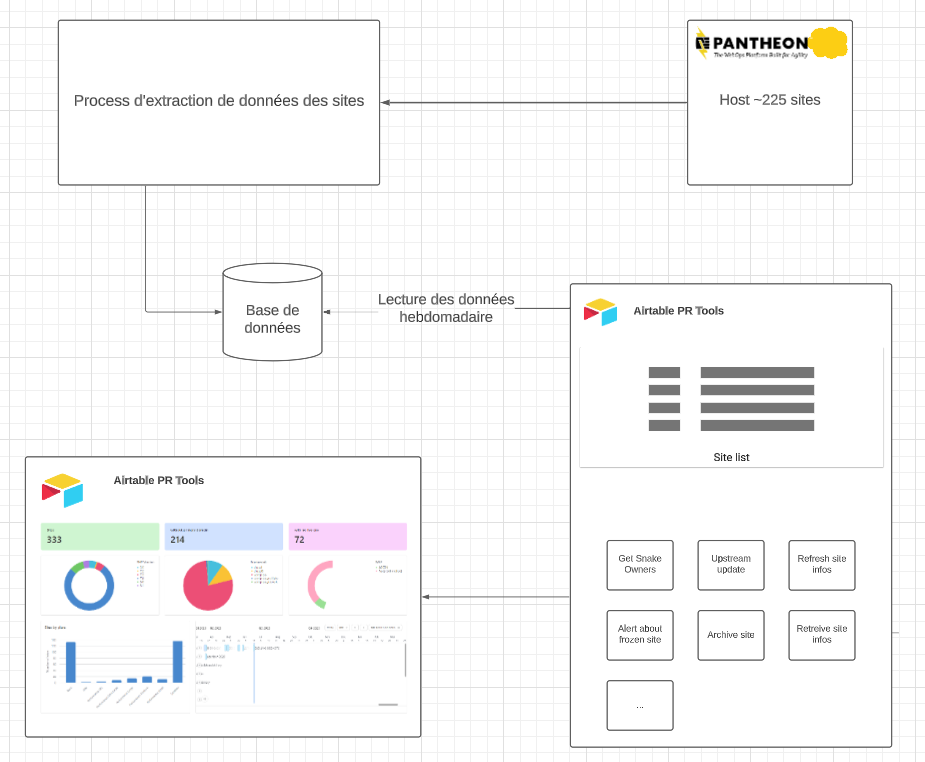 PANTHEON
The WebOps Platform Built for Agility
Process d'extraction de données des sites
Host ~225 sites
Base de
données
Lecture des données
hebdomadaire
Airtable PR Tools
Site list
Airtable PR Tools
333
214
72
Get Snake
Owners
Upstream
update
Refresh site
infos
Alert about
frozen site
Archive site
Retreive site
infos
...